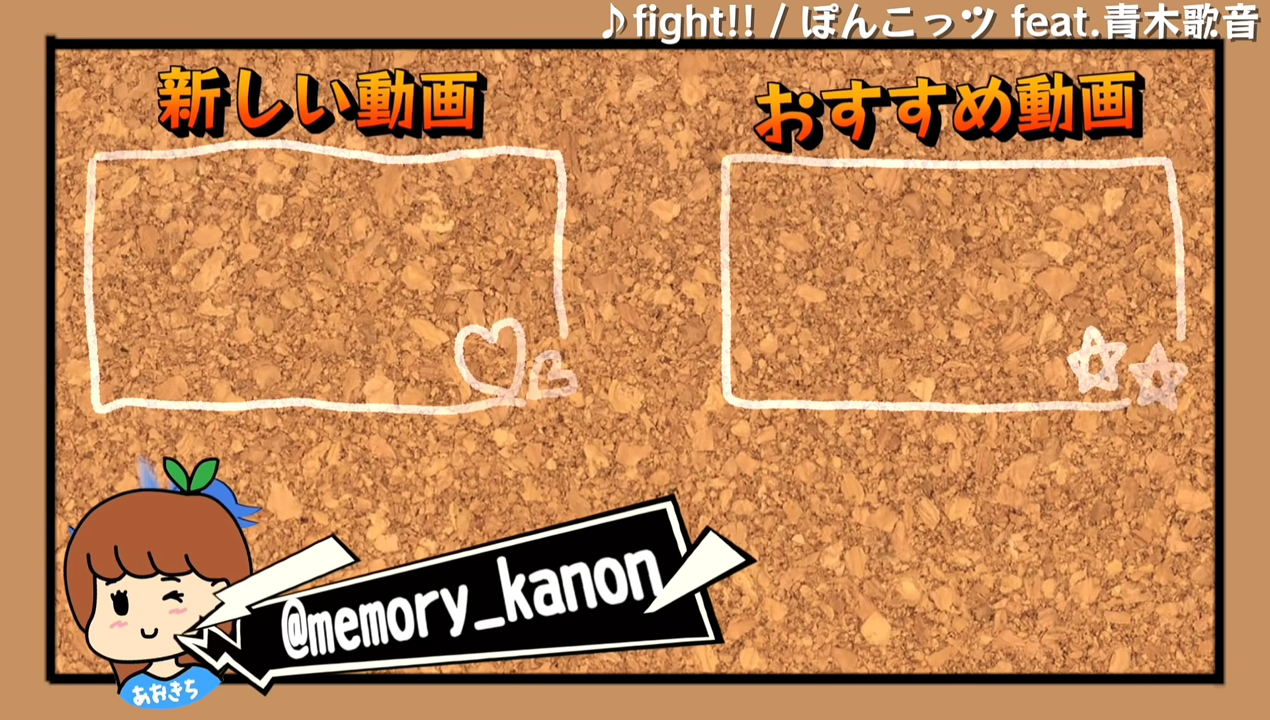 ♪fight!! / ぽんこっツ feat.青木歌音
新しい動画
おすすめ動画
@memory_kanon
あおきち